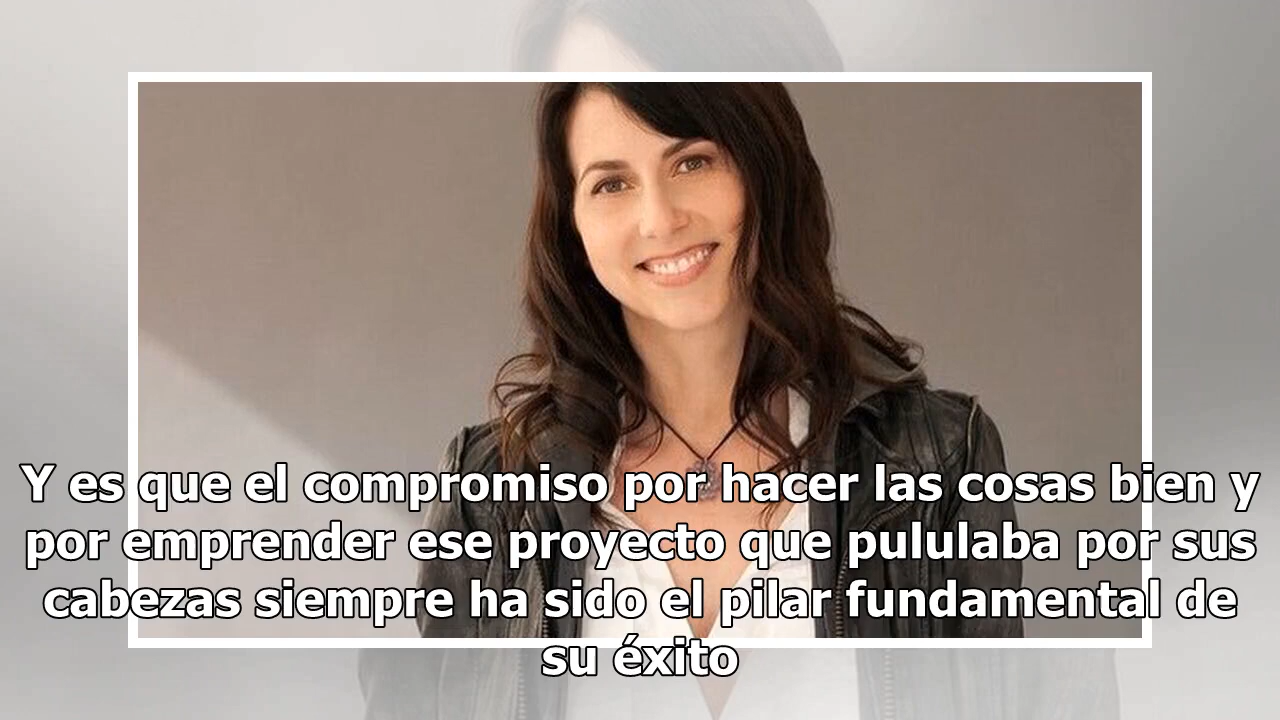 Y es que el compromiso por hacer las cosas bien y
por emprender ese proyecto que pululaba por sus
cabezas siempre ha sido el pilar fundamental de
su éxito